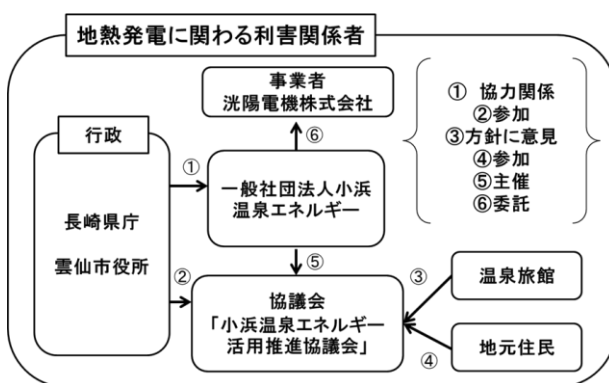 地熱発電に関わる利害関係者
事業者
洸陽電機株式会社
① 協力関係
②参加
③方針に意見
④参加
⑤主催
⑥委託
行政
長崎県庁
雲仙市役所
①
⑥
一般社団法人小浜
温泉エネルギー
②
⑤
協議会
「小浜温泉エネルギー
活用推進協議会」
③
温泉旅館
④
地元住民